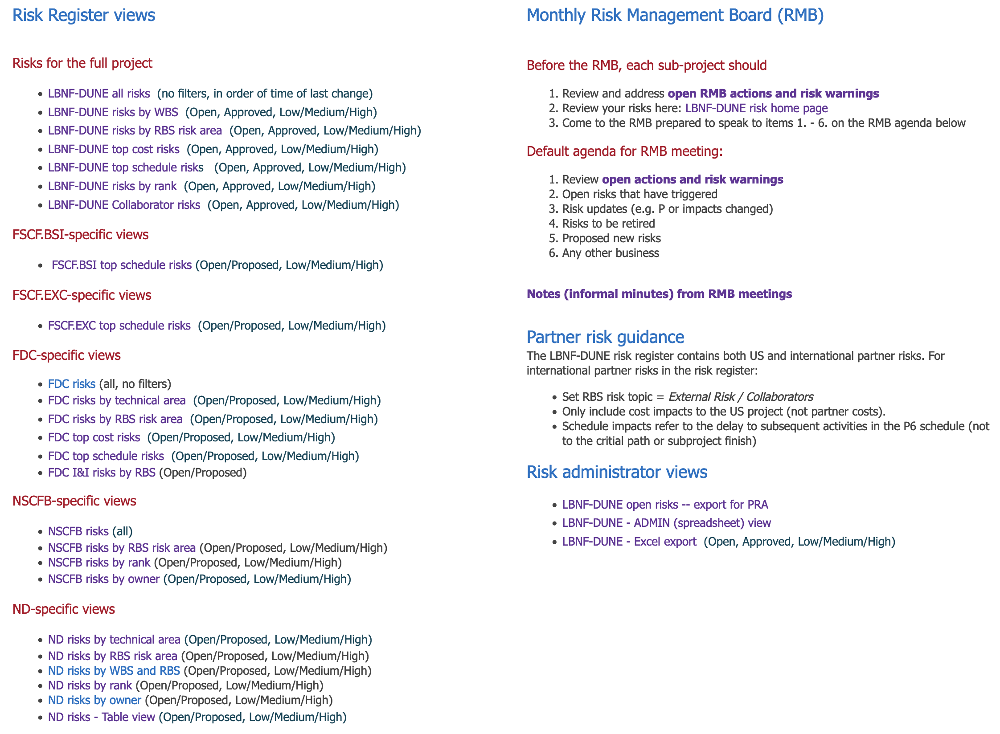 Risk Register views
Risks for the full project
• LBNF-DUNE all risks  (no filters, in order of time of last change)
• LBNF-DUNE risks by WBS  (Open, Approved, Low/Medium/High)
• LBNF-DUNE risks by RBS risk area  (Open, Approved, Low/Medium/High)
• LBNF-DUNE top cost risks  (Open, Approved, Low/Medium/High)
• LBNF-DUNE top schedule risks   (Open, Approved, Low/Medium/High)
• LBNF-DUNE risks by rank  (Open, Approved, Low/Medium/High)
• LBNF-DUNE Collaborator risks  (Open, Approved, Low/Medium/High)
FSCF.BSI-specific views
• FSCF.BSI top schedule risks (Open/Proposed, Low/Medium/High)
FSCF.EXC-specific views
• FSCF.EXC top schedule risks  (Open/Proposed, Low/Medium/High)
FDC-specific views
• FDC risks (all, no filters)
• FDC risks by technical area  (Open/Proposed, Low/Medium/High)
• FDC risks by RBS risk area  (Open/Proposed, Low/Medium/High)
• FDC top cost risks  (Open/Proposed, Low/Medium/High)
• FDC top schedule risks  (Open/Proposed, Low/Medium/High)
• FDC I&I risks by RBS (Open/Proposed)
NSCFB-specific views
• NSCFB risks (all)
• NSCFB risks by RBS risk area (Open/Proposed, Low/Medium/High)
• NSCFB risks by rank (Open/Proposed, Low/Medium/High)
• NSCFB risks by owner (Open/Proposed, Low/Medium/High)
ND-specific views
• ND risks by technical area (Open/Proposed, Low/Medium/High)
• ND risks by RBS risk area (Open/Proposed, Low/Medium/High)
• ND risks by WBS and RBS (Open/Proposed, Low/Medium/High)
• ND risks by rank (Open/Proposed, Low/Medium/High)
• ND risks by owner (Open/Proposed, Low/Medium/High)
• ND risks - Table view (Open/Proposed, Low/Medium/High)
Monthly Risk Management Board (RMB)
Before the RMB, each sub-project should
1. Review and address open RMB actions and risk warnings
2. Review your risks here: LBNF-DUNE risk home page
3. Come to the RMB prepared to speak to items 1. - 6. on the RMB agenda below
Default agenda for RMB meeting:
1. Review open actions and risk warnings
2. Open risks that have triggered
3. Risk updates (e.g. P or impacts changed)
4. Risks to be retired
5. Proposed new risks
6. Any other business
Notes (informal minutes) from RMB meetings
Partner risk guidance
The LBNF-DUNE risk register contains both US and international partner risks. For
international partner risks in the risk register:
• Set RBS risk topic = External Risk / Collaborators
• Only include cost impacts to the US project (not partner costs).
• Schedule impacts refer to the delay to subsequent activities in the P6 schedule (not
to the critial path or subproject finish)
Risk administrator views
• LBNF-DUNE open risks -- export for PRA
• LBNF-DUNE - ADMIN (spreadsheet) view
• LBNF-DUNE - Excel export  (Open, Approved, Low/Medium/High)